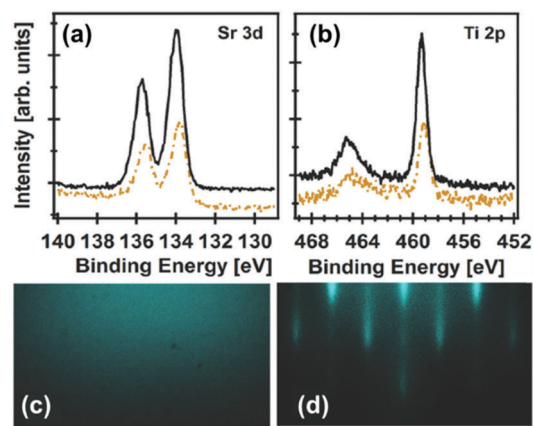 (a) Sr 3d
(b) Ti 2p
Intensity [arb. units]
140 138 136 134 132 130
468 464 460 456 452
Binding Energy [eV]
Binding Energy [eV]
(c)
(d)